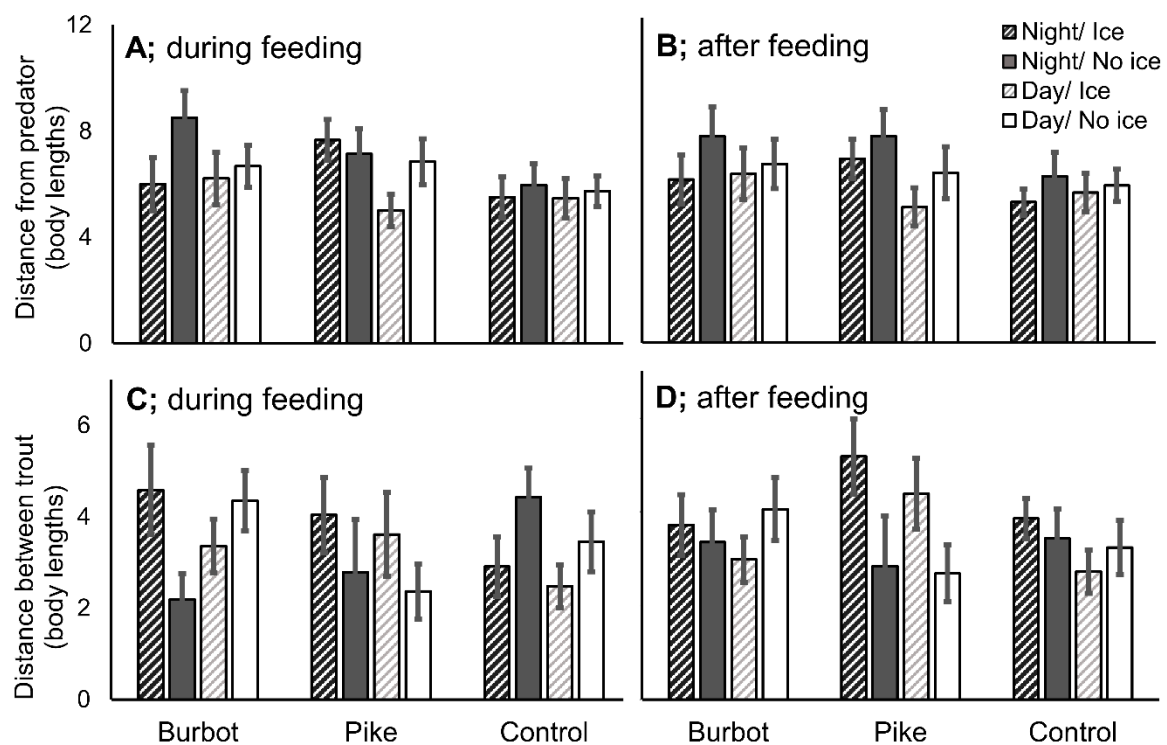 12
8
4
0
Distance from predator
(body lengths)
A; during feeding
B; after feeding
Night/ Ice
Night/ No ice
Day/ Ice
Day/ No ice
6
4
2
0
Distance between trout
(body lengths)
C; during feeding
D; after feeding
Burbot Pike Control Burbot Pike Control